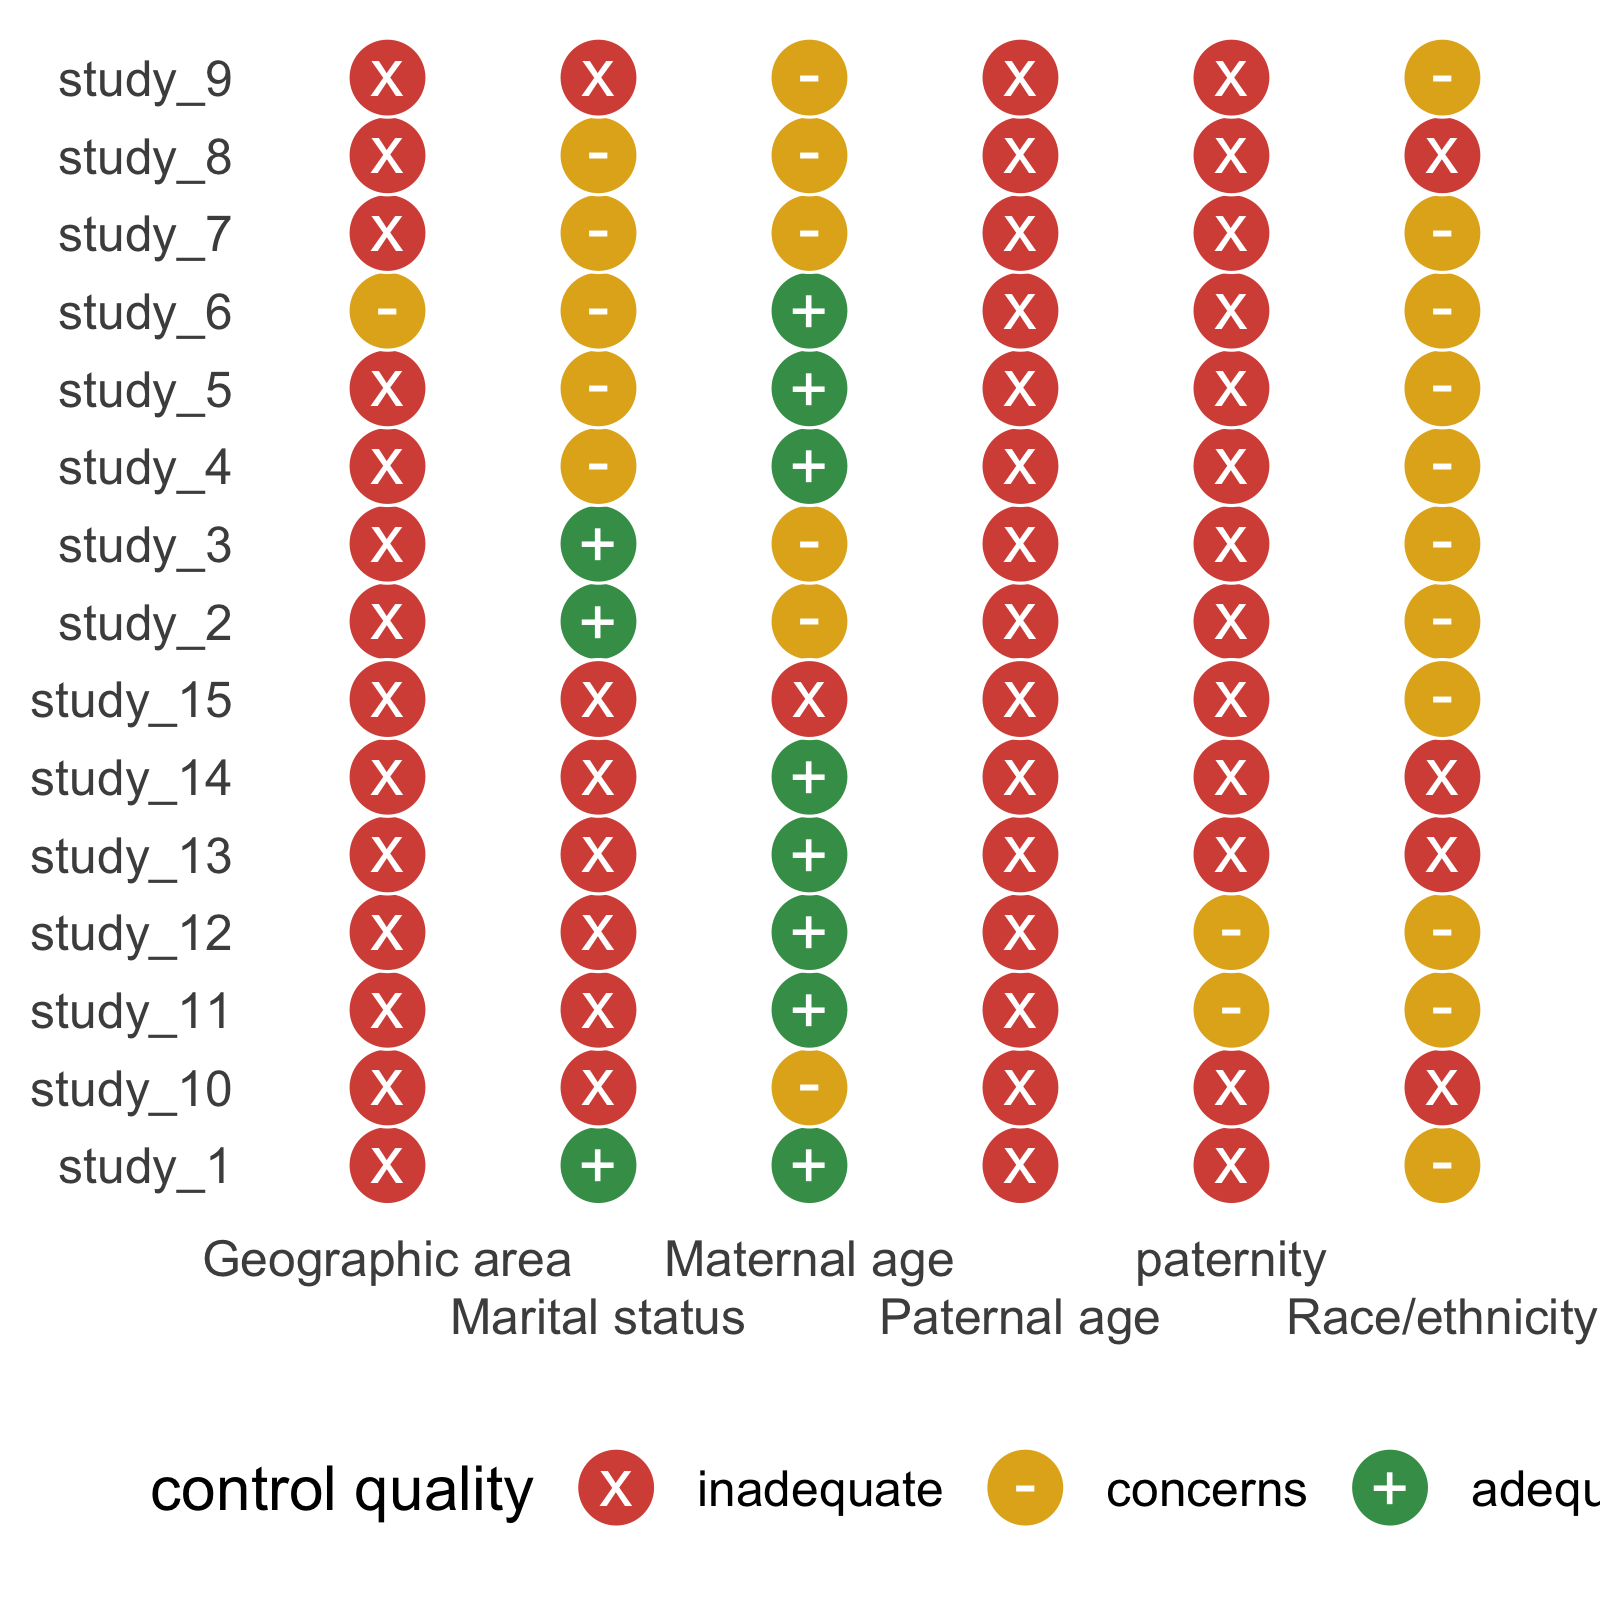 study_9 x x - x x -
study_8 x - - x x x
study_7 x - - x x -
study_6 - - + x x -
study_5 x - + x x -
study_4 x - + x x -
study_3 x + - x x -
study_2 x + - x x -
study_15 x x x x x -
study_14 x x + x x x
study_13 x x + x x x
study_12 x x + x - -
study_11 x x + x - -
study_10 x x - x x x
study_1 x + + x x -
Geographic area Maternal age paternity
Marital status Paternal age Race/ethnicity
control quality x inadequate - concerns + adequ